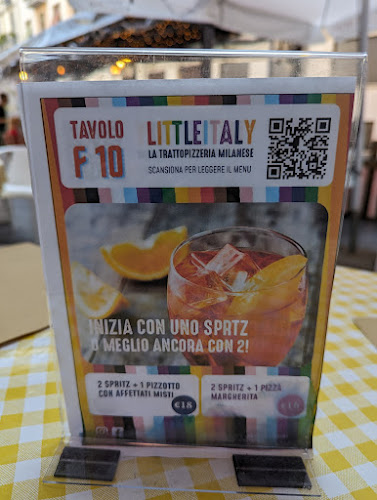 TAVOLO
F 10
LITTLEITALY
LA TRATTOPIZZERIA MILANESE
SCANSIONA PER LEGGERE IL MENU
INIZIA CON UNO SPRTZ
O MEGLIO ANCORA CON 2!
2 SPRITZ + 1 PIZZOTTO
CON AFFETTATI MISTI
€18
2 SPRITZ + 1 PIZZA
MARGHERITA